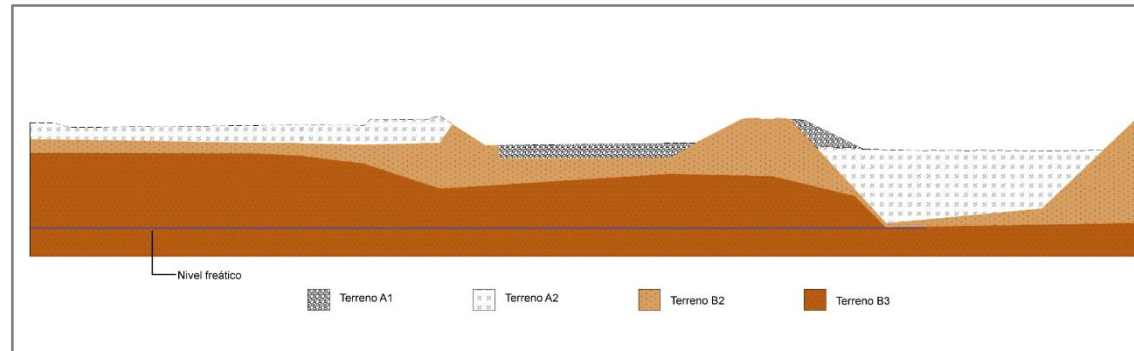 Nivel freático
Terreno A1
Terreno A2
Terreno B2
Terreno B3